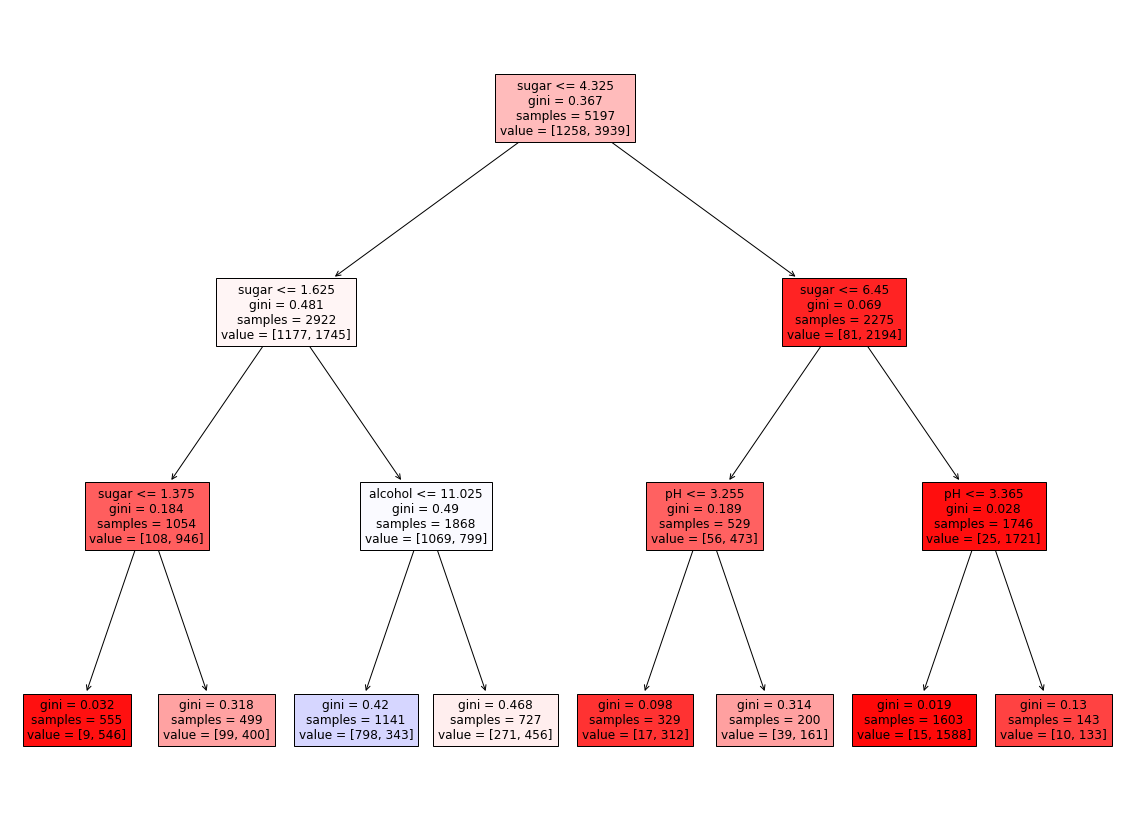 sugar <= 4.325
gini = 0.367
samples = 5197
value = [1258, 3939]
sugar <= 1.625
gini = 0.481
samples = 2922
value = [1177, 1745]
sugar <= 6.45
gini = 0.069
samples = 2275
value = [81, 2194]
sugar <= 1.375
gini = 0.184
samples = 1054
value = [108, 946]
alcohol <= 11.025
gini = 0.49
samples = 1868
value = [1069, 799]
pH <= 3.255
gini = 0.189
samples = 529
value = [56, 473]
pH <= 3.365
gini = 0.028
samples = 1746
value = [25, 1721]
gini = 0.032
samples = 555
value = [9, 546]
gini = 0.318
samples = 499
value = [99, 400]
gini = 0.42
samples = 1141
value = [798, 343]
gini = 0.468
samples = 727
value = [271, 456]
gini = 0.098
samples = 329
value = [17, 312]
gini = 0.314
samples = 200
value = [39, 161]
gini = 0.019
samples = 1603
value = [15, 1588]
gini = 0.13
samples = 143
value = [10, 133]